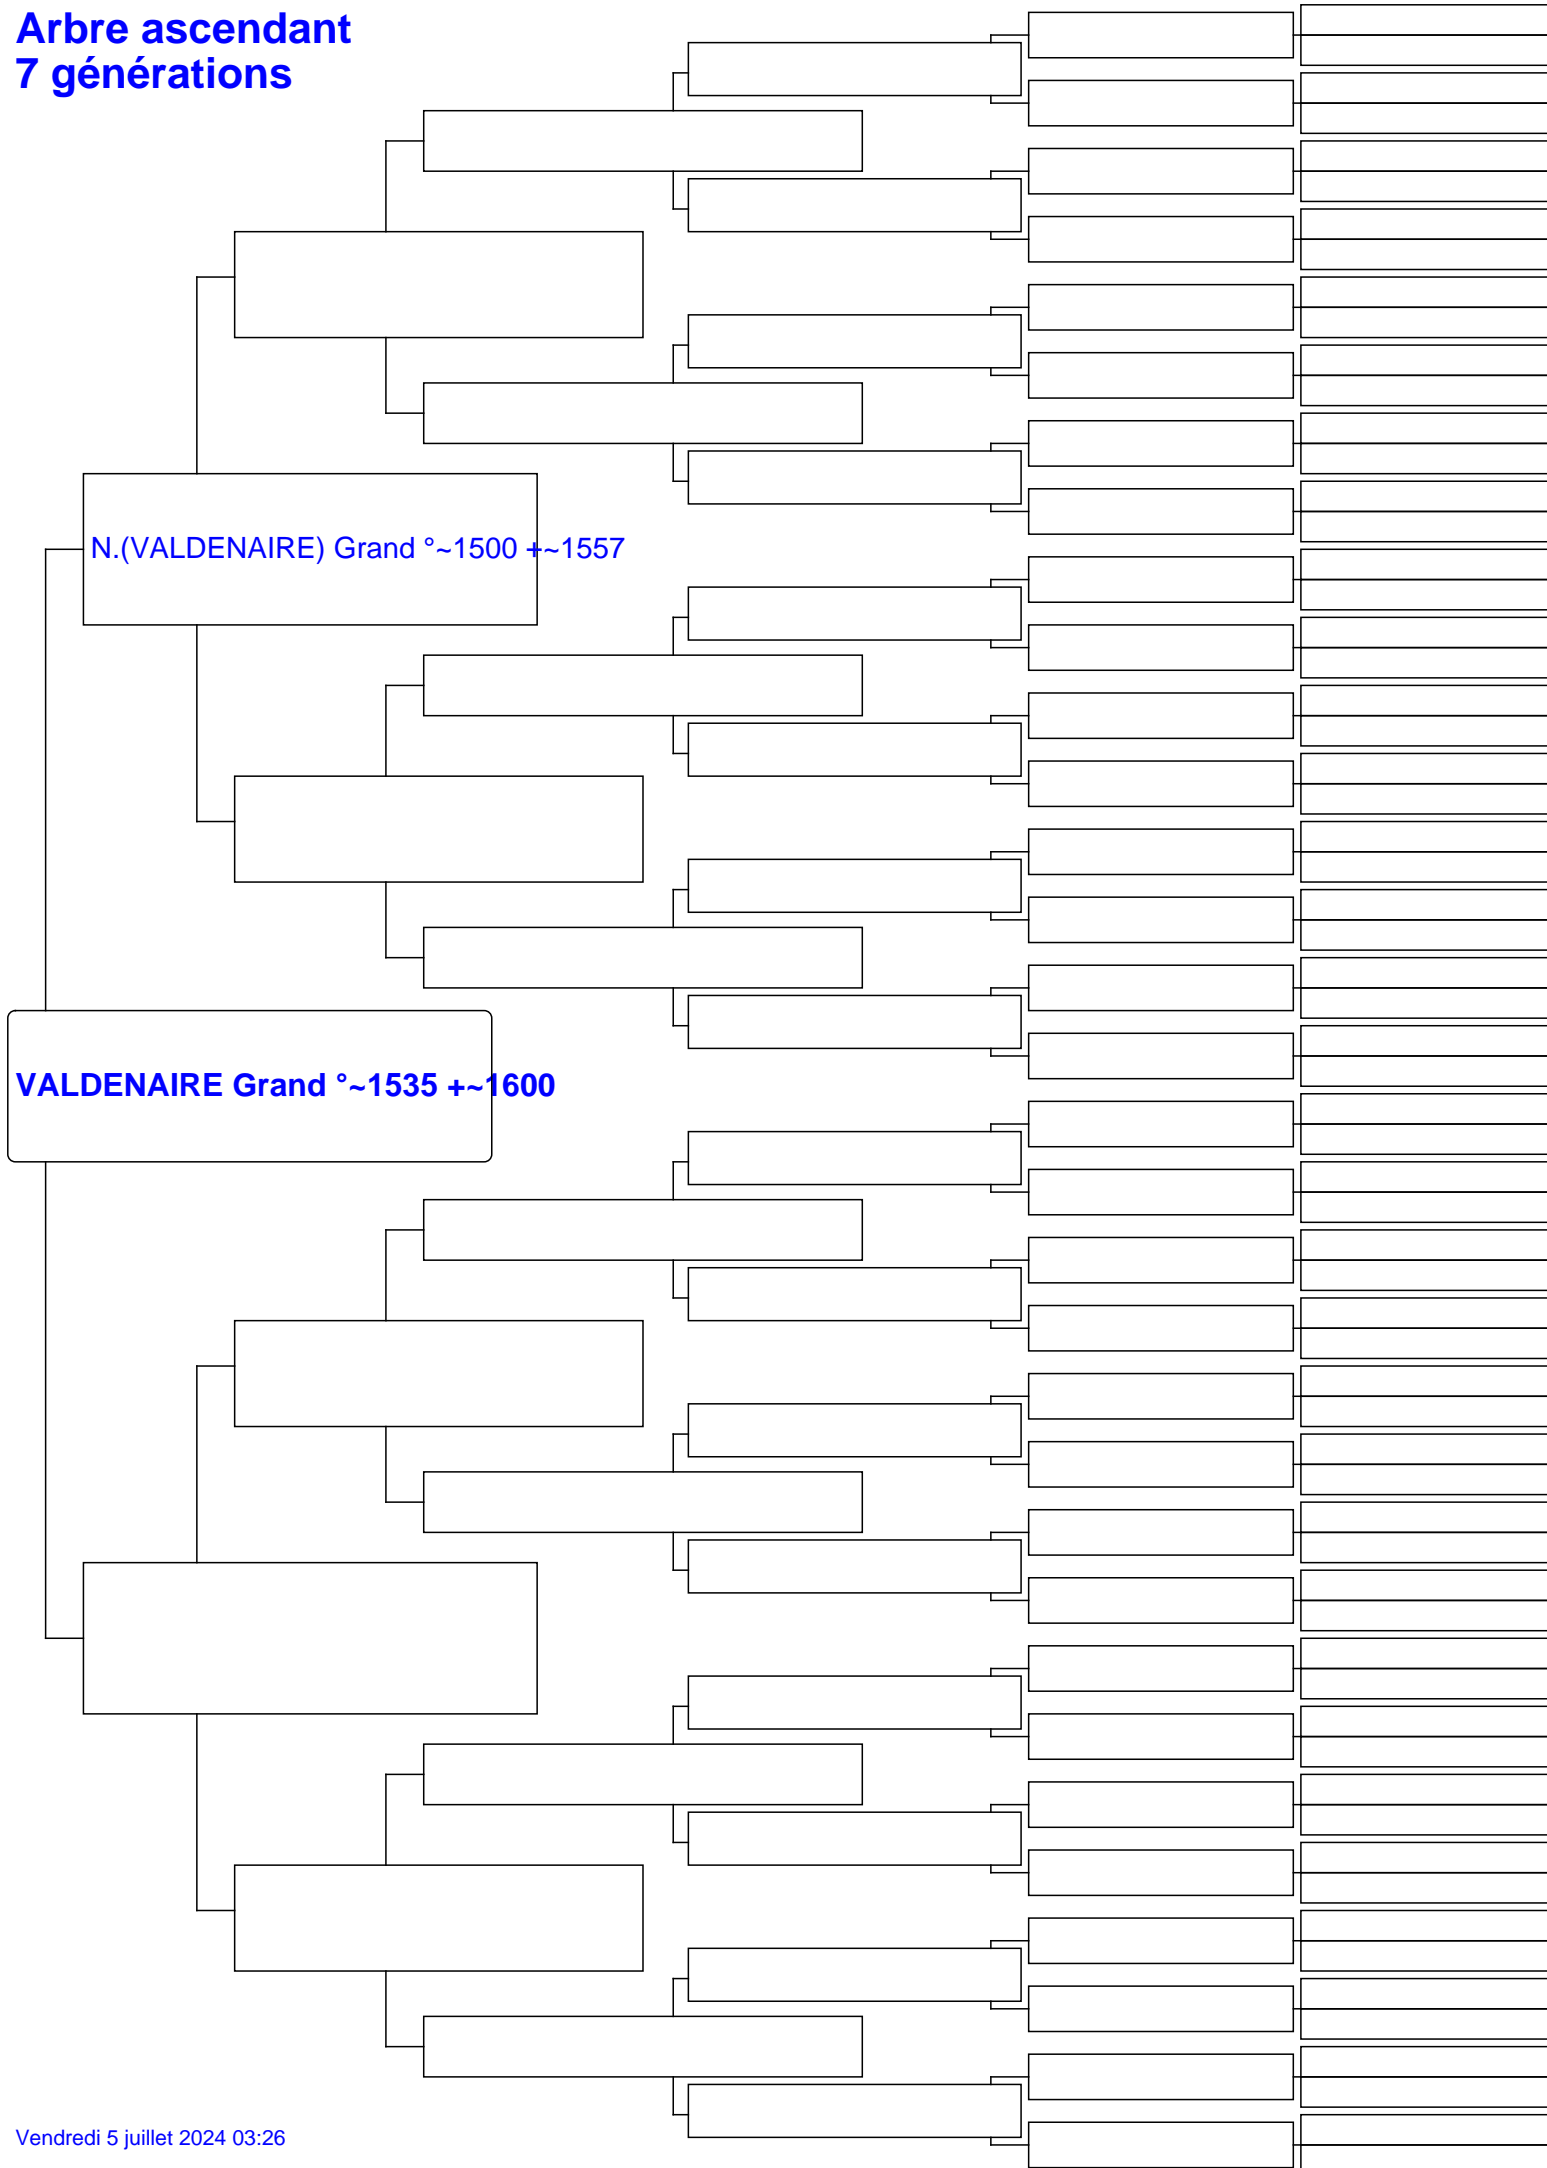 Arbre ascendant
7 générations
N.(VALDENAIRE) Grand °~1500 +~1557
VALDENAIRE Grand °~1535 +~1600
Vendredi 5 juillet 2024 03:26